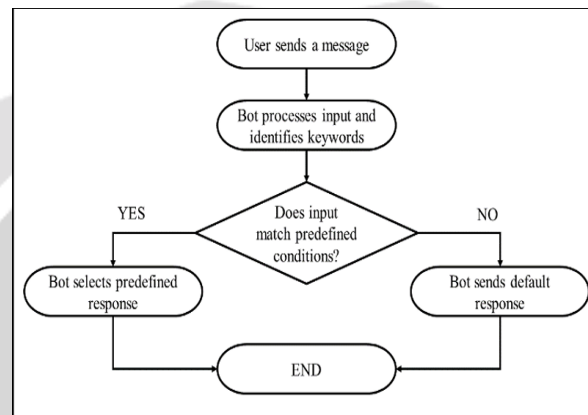 User sends a message
Bot processes input and
identifies keywords
Does input
match predefined
conditions?
YES
NO
Bot selects predefined
response
Bot sends default
response
END